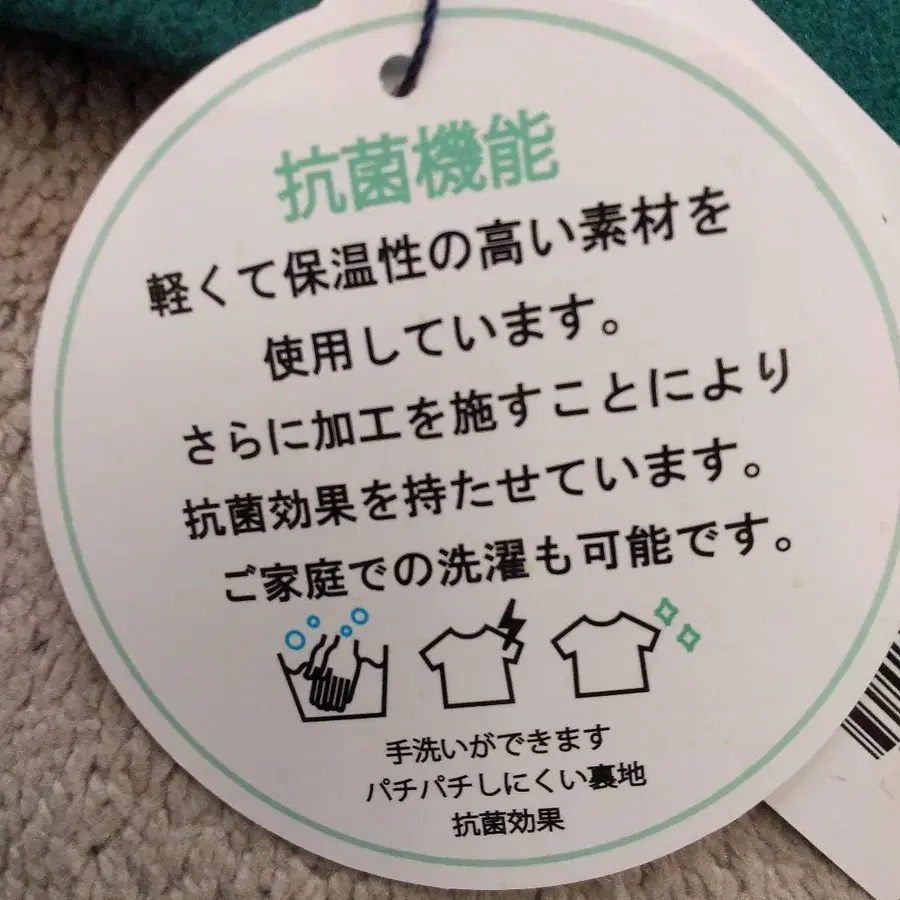 抗菌機能
軽くて保温性の高い素材を
使用しています。
さらに加工を施すことにより
抗菌効果を持たせています。
ご家庭での洗濯も可能です。
手洗いができます
パチパチしにくい裏地
抗菌効果